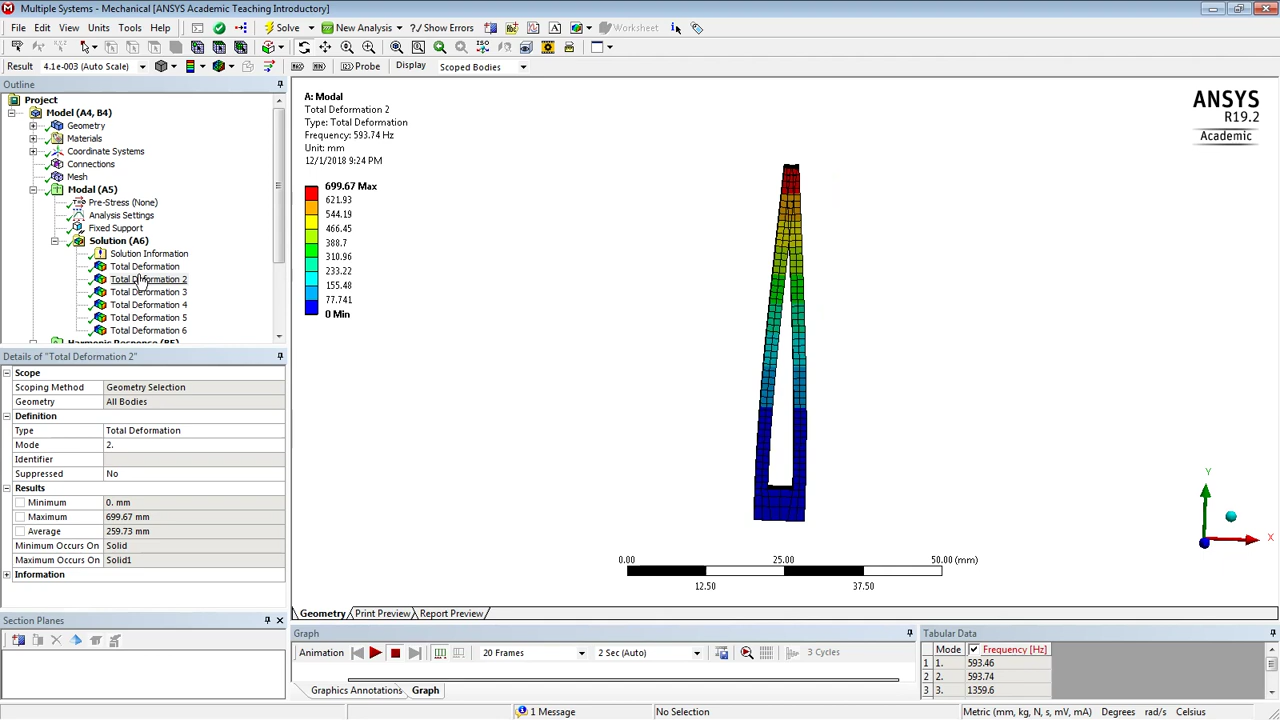 Multiple Systems - Mechanical [ANSYS Academic Teaching Introductory]
File Edit View Units Tools Help Solve New Analysis Show Errors Worksheet
Result 4.1e-003 (Auto Scale) Probe Display Scoped Bodies
Outline
Project
Model (A4, B4)
Geometry
Materials
Coordinate Systems
Connections
Mesh
Modal (A5)
Pre-Stress (None)
Analysis Settings
Fixed Support
Solution (A6)
Solution Information
Total Deformation
Total Deformation 2
Total Deformation 3
Total Deformation 4
Total Deformation 5
Total Deformation 6
Harmonic Response (B5)
Details of "Total Deformation 2"
Scope
Scoping Method Geometry Selection
Geometry All Bodies
Definition
Type Total Deformation
Mode 2.
Identifier
Suppressed No
Results
Minimum 0. mm
Maximum 699.67 mm
Average 259.73 mm
Minimum Occurs On Solid
Maximum Occurs On Solid1
Information
Section Planes
A: Modal
Total Deformation 2
Type: Total Deformation
Frequency: 593.74 Hz
Unit: mm
12/1/2018 9:24 PM
699.67 Max
621.93
544.19
466.45
388.7
310.96
233.22
155.48
77.741
0 Min
ANSYS
R19.2
Academic
Y
X
0.00 25.00 50.00 (mm)
12.50 37.50
Geometry Print Preview Report Preview
Graph
Animation 20 Frames 2 Sec (Auto) 3 Cycles
Graphics Annotations Graph
Tabular Data
Mode Frequency [Hz]
1 1. 593.46
2 2. 593.74
3 3. 1359.6
1 Message No Selection Metric (mm, kg, N, s, mV, mA) Degrees rad/s Celsius